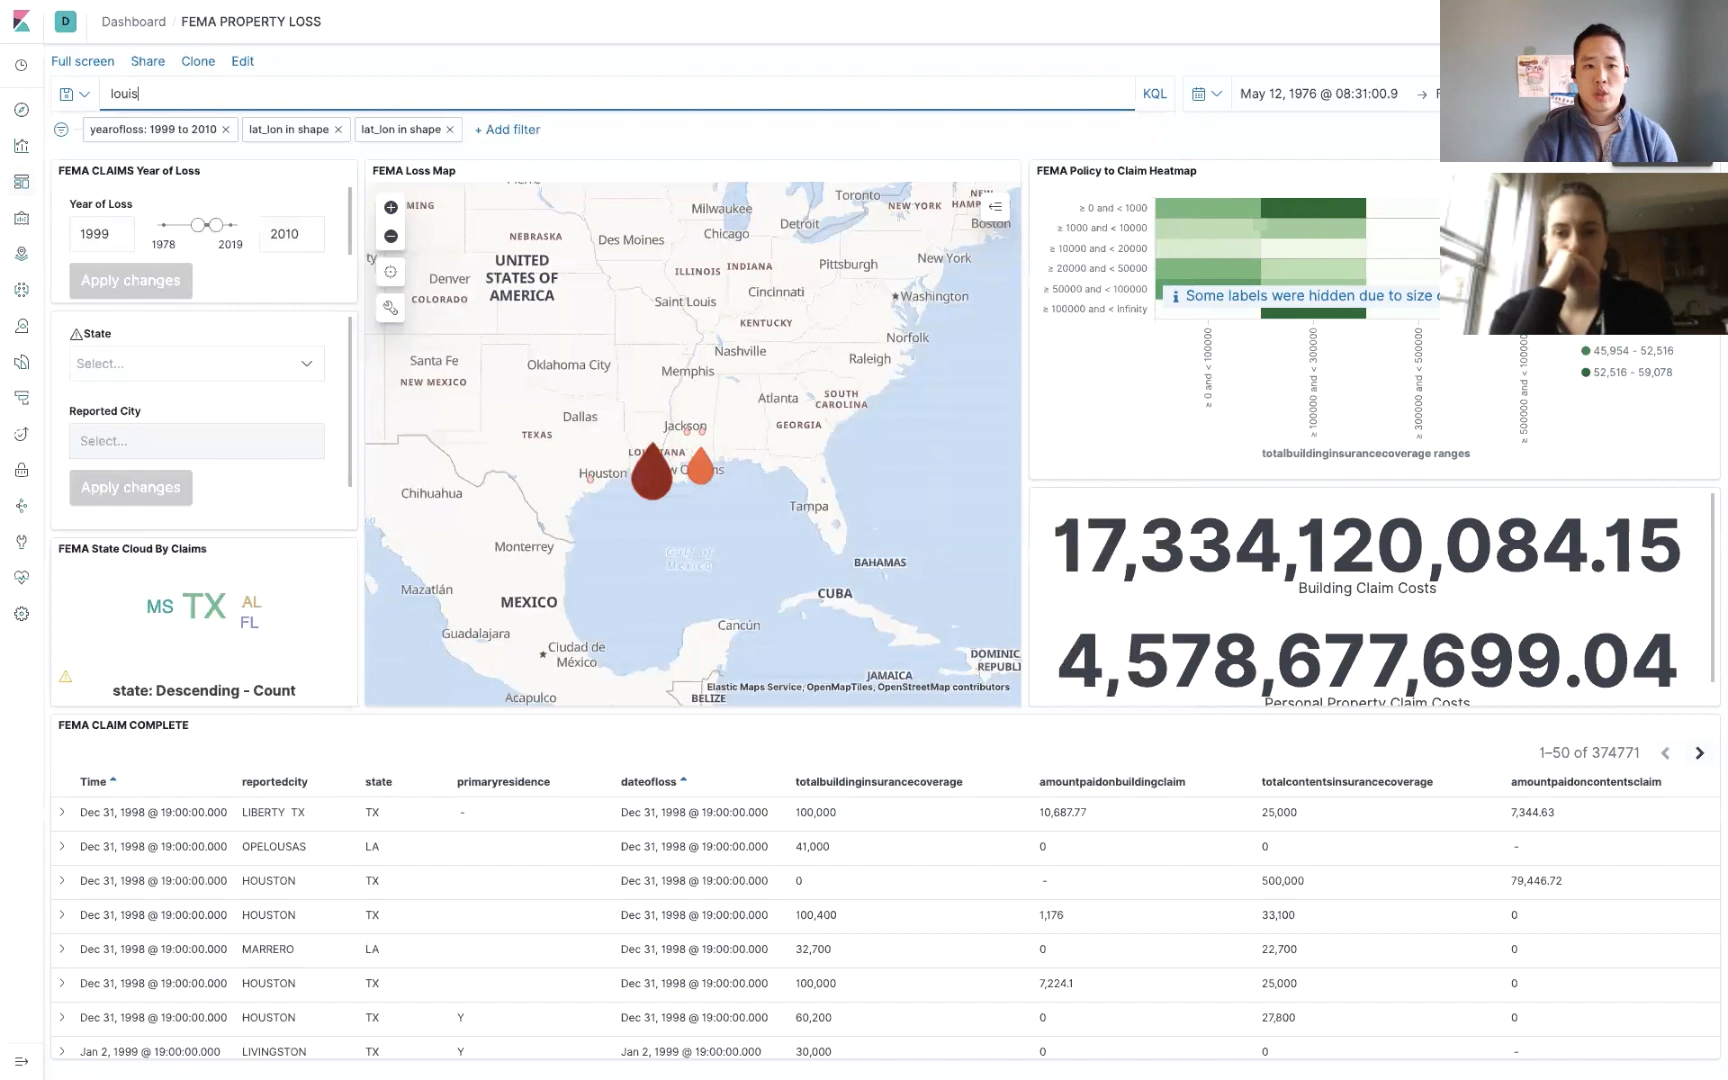 D Dashboard / FEMA PROPERTY LOSS
Full screen Share Clone Edit
louis KQL May 12, 1976 @ 08:31:00.9 →
yearofloss: 1999 to 2010 × lat_lon in shape × lat_lon in shape × + Add filter
FEMA CLAIMS Year of Loss
Year of Loss
1999 1978 2019 2010
Apply changes
State
Select...
Reported City
Select...
Apply changes
FEMA State Cloud By Claims
MS TX AL
FL
state: Descending - Count
FEMA Loss Map
MING
Milwaukee
Toronto
NEW YORK
NEW
HAMP
Detroit
Boston
NEBRASKA
Des Moines
Chicago
ty
UNITED
STATES OF
AMERICA
ILLINOIS
INDIANA
Pittsburgh
New York
Denver
COLORADO
Saint Louis
Cincinnati
Washington
KENTUCKY
Norfolk
Nashville
Raleigh
Santa Fe
NEW MEXICO
Oklahoma City
Memphis
Atlanta
SOUTH
CAROLINA
Dallas
TEXAS
Jackson
GEORGIA
LOUISIANA
Houston
Chihuahua
Tampa
Monterrey
Gulf of
Mexico
BAHAMAS
Mazatlán
MEXICO
CUBA
Cancún
Guadalajara
Ciudad de
México
DOMINIC
REPUBL
JAMAICA
Elastic Maps Service, OpenMapTiles, OpenStreetMap contributors
Acapulco
BELIZE
FEMA Policy to Claim Heatmap
≥ 0 and < 1000
≥ 1000 and < 10000
≥ 10000 and < 20000
≥ 20000 and < 50000
≥ 50000 and < 100000
≥ 100000 and < Infinity
Some labels were hidden due to size
≥ 0 and < 100000
≥ 100000 and < 300000
≥ 300000 and < 500000
≥ 500000 and < 100000
45,954 - 52,516
52,516 - 59,078
totalbuildinginsurancecoverage ranges
17,334,120,084.15
Building Claim Costs
4,578,677,699.04
Personal Property Claim Costs
FEMA CLAIM COMPLETE
1–50 of 374771
Time reportedcity state primaryresidence dateofloss totalbuildinginsurancecoverage amountpaidonbuildingclaim totalcontentsinsurancecoverage amountpaidoncontentsclaim
Dec 31, 1998 @ 19:00:00.000 LIBERTY TX TX - Dec 31, 1998 @ 19:00:00.000 100,000 10,687.77 25,000 7,344.63
Dec 31, 1998 @ 19:00:00.000 OPELOUSAS LA Dec 31, 1998 @ 19:00:00.000 41,000 0 0 -
Dec 31, 1998 @ 19:00:00.000 HOUSTON TX Dec 31, 1998 @ 19:00:00.000 0 - 500,000 79,446.72
Dec 31, 1998 @ 19:00:00.000 HOUSTON TX Dec 31, 1998 @ 19:00:00.000 100,400 1,176 33,100 0
Dec 31, 1998 @ 19:00:00.000 MARRERO LA Dec 31, 1998 @ 19:00:00.000 32,700 0 22,700 0
Dec 31, 1998 @ 19:00:00.000 HOUSTON TX Dec 31, 1998 @ 19:00:00.000 100,000 7,224.1 25,000 0
Dec 31, 1998 @ 19:00:00.000 HOUSTON TX Y Dec 31, 1998 @ 19:00:00.000 60,200 0 27,800 0
Jan 2, 1999 @ 19:00:00.000 LIVINGSTON TX Y Jan 2, 1999 @ 19:00:00.000 30,000 0 0 -